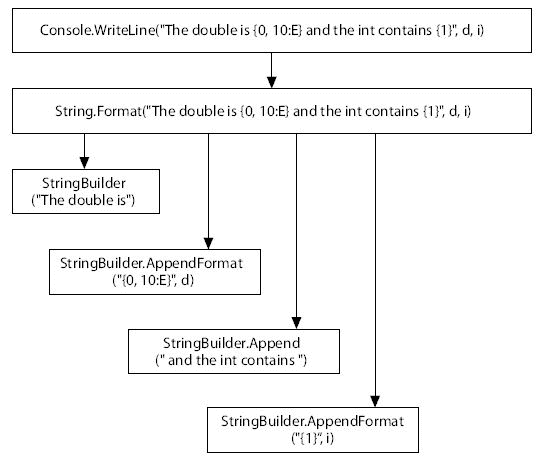 Console.WriteLine("The double is {0, 10:E} and the int contains {1}", d, i)
String.Format("The double is {0, 10:E} and the int contains {1}", d, i)
StringBuilder
("The double is")
StringBuilder.AppendFormat
("{0, 10:E}", d)
StringBuilder.Append
(" and the int contains ")
StringBuilder.AppendFormat
("{1}", i)